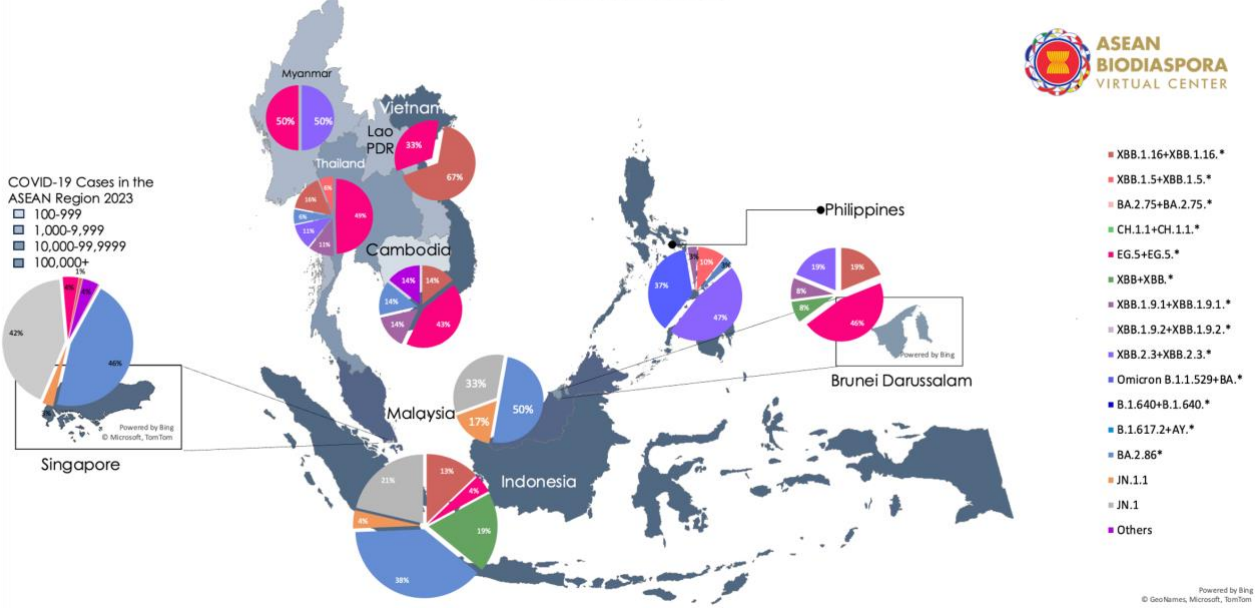 ASEAN
BIODIASPORA
VIRTUAL CENTER
Myanmar
50%
50%
Vietnam
Lao
PDR
33%
67%
Thailand
8%
16%
49%
6%
11%
11%
COVID-19 Cases in the
ASEAN Region 2023
100-999
1,000-9,999
10,000-99,9999
100,000+
Philippines
3%
10%
3%
37%
47%
Cambodia
14%
14%
14%
14%
43%
19%
19%
8%
8%
46%
Powered by Bing
Brunei Darussalam
1%
42%
46%
Powered by Bing
© Microsoft, TomTom
Singapore
Malaysia
33%
50%
17%
Indonesia
21%
13%
4%
4%
19%
38%
XBB.1.16+XBB.1.16.*
XBB.1.5+XBB.1.5.*
BA.2.75+BA.2.75.*
CH.1.1+CH.1.1.*
EG.5+EG.5.*
XBB+XBB.*
XBB.1.9.1+XBB.1.9.1.*
XBB.1.9.2+XBB.1.9.2.*
XBB.2.3+XBB.2.3.*
Omicron B.1.1.529+BA.*
B.1.640+B.1.640.*
B.1.617.2+AY.*
BA.2.86*
JN.1.1
JN.1
Others
Powered by Bing
© GeoNames, Microsoft, TomTom